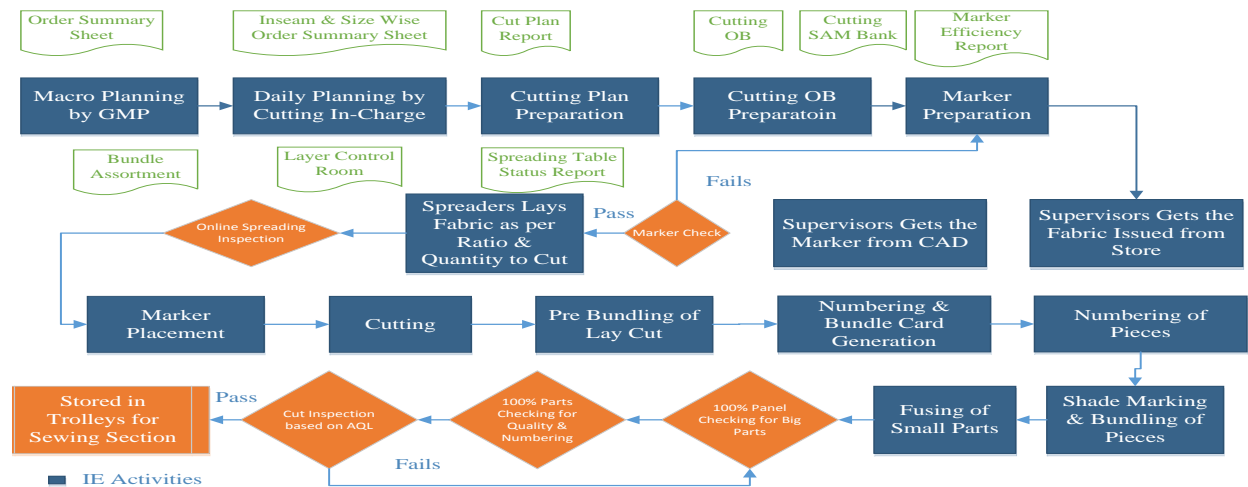 Order Summary
Sheet
Inseam & Size Wise
Order Summary Sheet
Cut Plan
Report
Cutting
OB
Cutting
SAM Bank
Marker
Efficiency
Report
Macro Planning
by GMP
Daily Planning by
Cutting In-Charge
Cutting Plan
Preparation
Cutting OB
Preparatoin
Marker
Preparation
Bundle
Assortment
Layer Control
Room
Spreading Table
Status Report
Fails
Online Spreading
Inspection
Spreaders Lays
Fabric as per
Ratio &
Quantity to Cut
Pass
Marker Check
Supervisors Gets the
Marker from CAD
Supervisors Gets the
Fabric Issued from
Store
Marker
Placement
Cutting
Pre Bundling of
Lay Cut
Numbering &
Bundle Card
Generation
Numbering of
Pieces
Stored in
Trolleys for
Sewing Section
Pass
Cut Inspection
based on AQL
100% Parts
Checking for
Quality &
Numbering
100% Panel
Checking for Big
Parts
Fusing of
Small Parts
Shade Marking
& Bundling of
Pieces
Fails
IE Activities